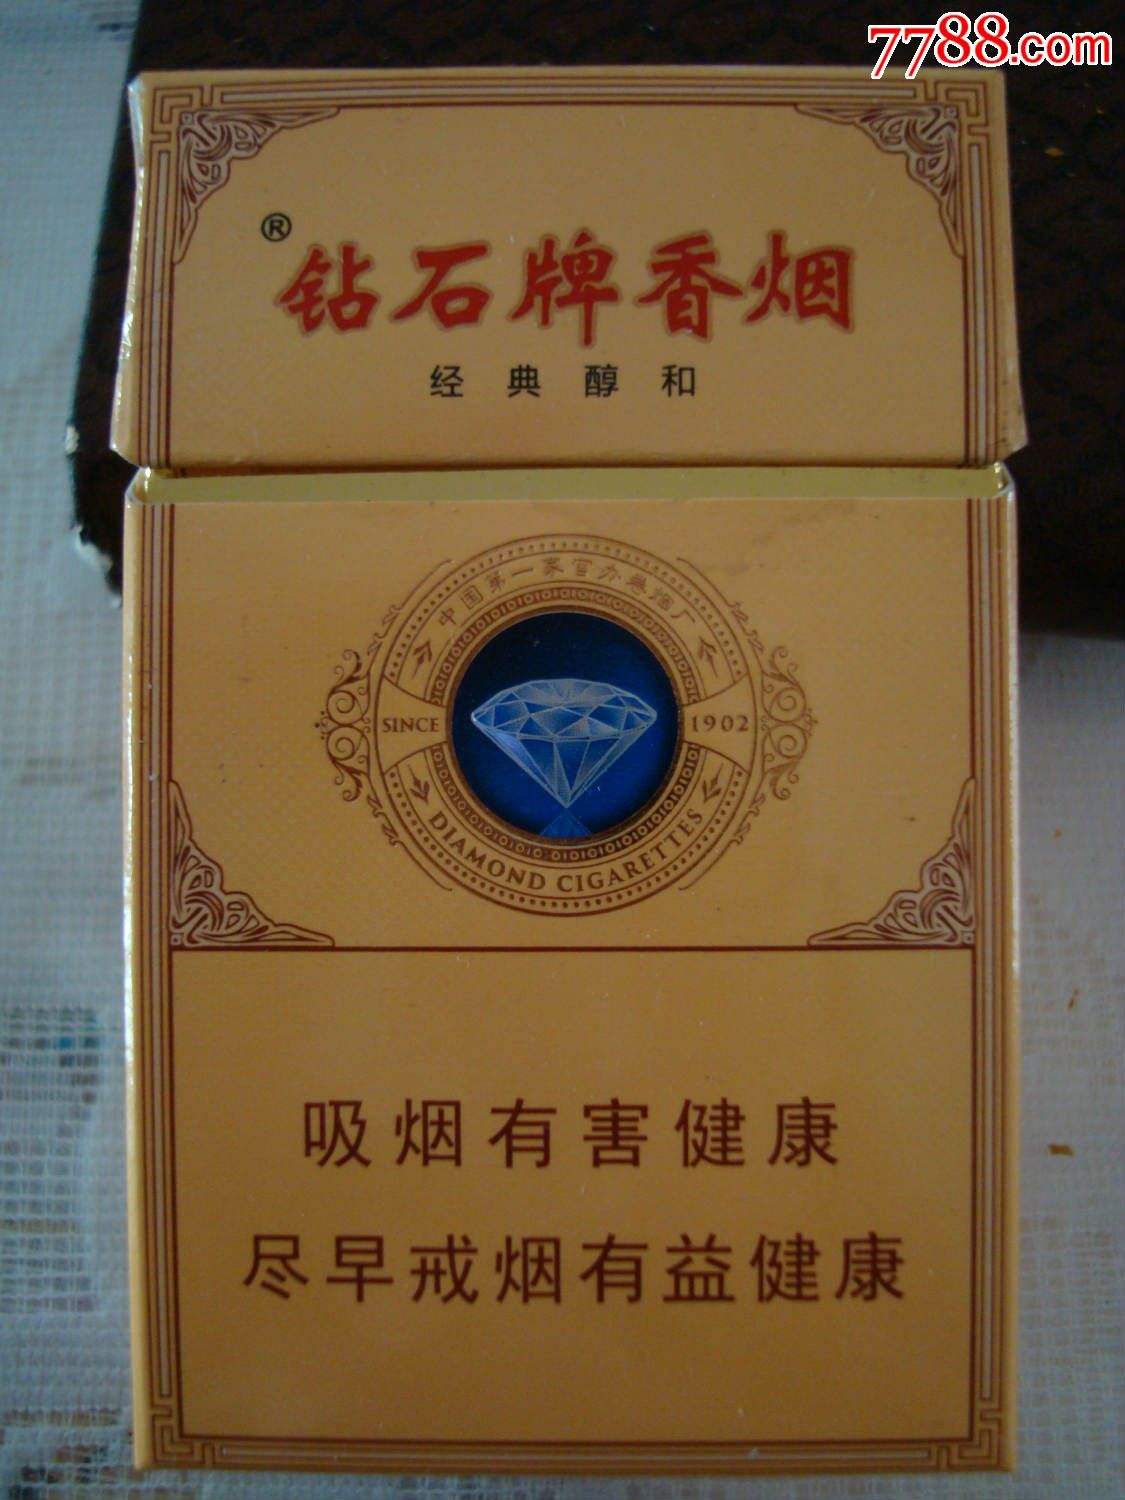 7788.com
®
钻石牌香烟
经典醇和
中国第一家官办卷烟厂
SINCE 1902
DIAMOND CIGARETTES
吸烟有害健康
尽早戒烟有益健康